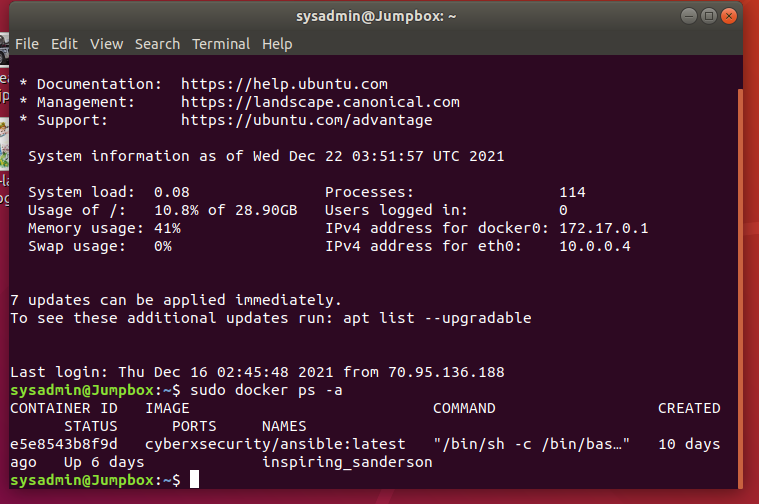 sysadmin@Jumpbox: ~
File Edit View Search Terminal Help
* Documentation:  https://help.ubuntu.com
* Management:     https://landscape.canonical.com
* Support:        https://ubuntu.com/advantage
System information as of Wed Dec 22 03:51:57 UTC 2021
System load:  0.08               Processes:                114
Usage of /:   10.8% of 28.90GB   Users logged in:          0
Memory usage: 41%                IPv4 address for docker0: 172.17.0.1
Swap usage:   0%                 IPv4 address for eth0:    10.0.0.4
7 updates can be applied immediately.
To see these additional updates run: apt list --upgradable
Last login: Thu Dec 16 02:45:48 2021 from 70.95.136.188
sysadmin@Jumpbox:~$ sudo docker ps -a
CONTAINER ID   IMAGE                           COMMAND                  CREATED
      STATUS      PORTS     NAMES
e5e8543b8f9d   cyberxsecurity/ansible:latest   "/bin/sh -c /bin/bas…"   10 days
ago   Up 6 days             inspiring_sanderson
sysadmin@Jumpbox:~$